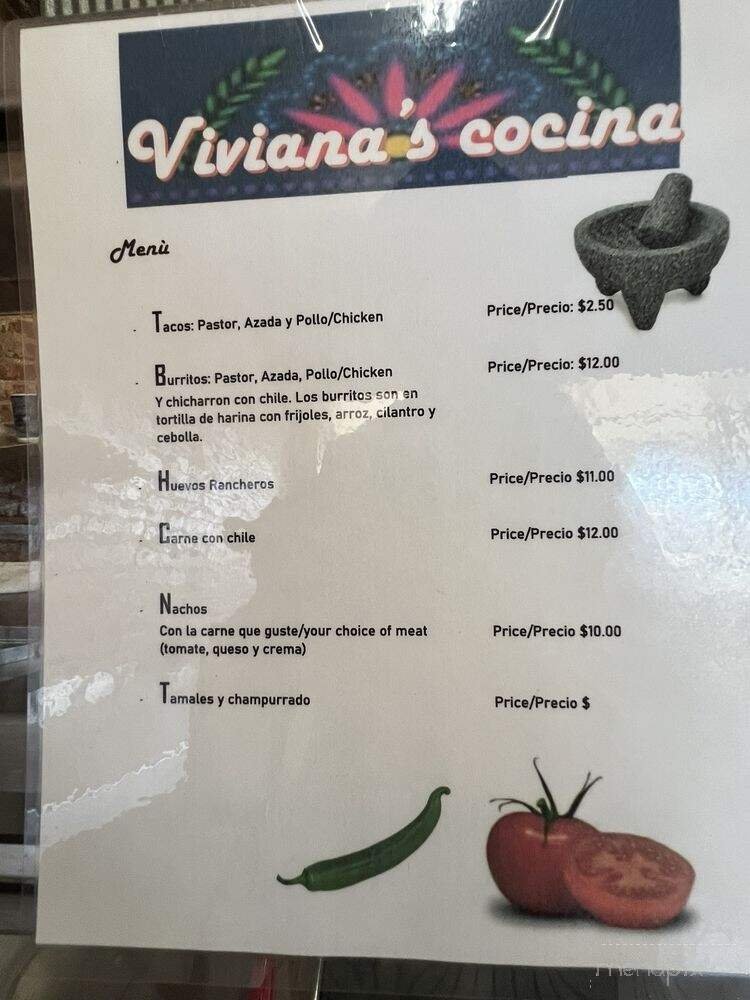 Viviana's cocina
Menù
- Tacos: Pastor, Azada y Pollo/Chicken Price/Precio: $2.50
- Burritos: Pastor, Azada, Pollo/Chicken Price/Precio: $12.00
Y chicharron con chile. Los burritos son en
tortilla de harina con frijoles, arroz, cilantro y
cebolla.
- Huevos Rancheros Price/Precio $11.00
- Carne con chile Price/Precio $12.00
- Nachos
Con la carne que guste/your choice of meat Price/Precio $10.00
(tomate, queso y crema)
- Tamales y champurrado Price/Precio $
menupix